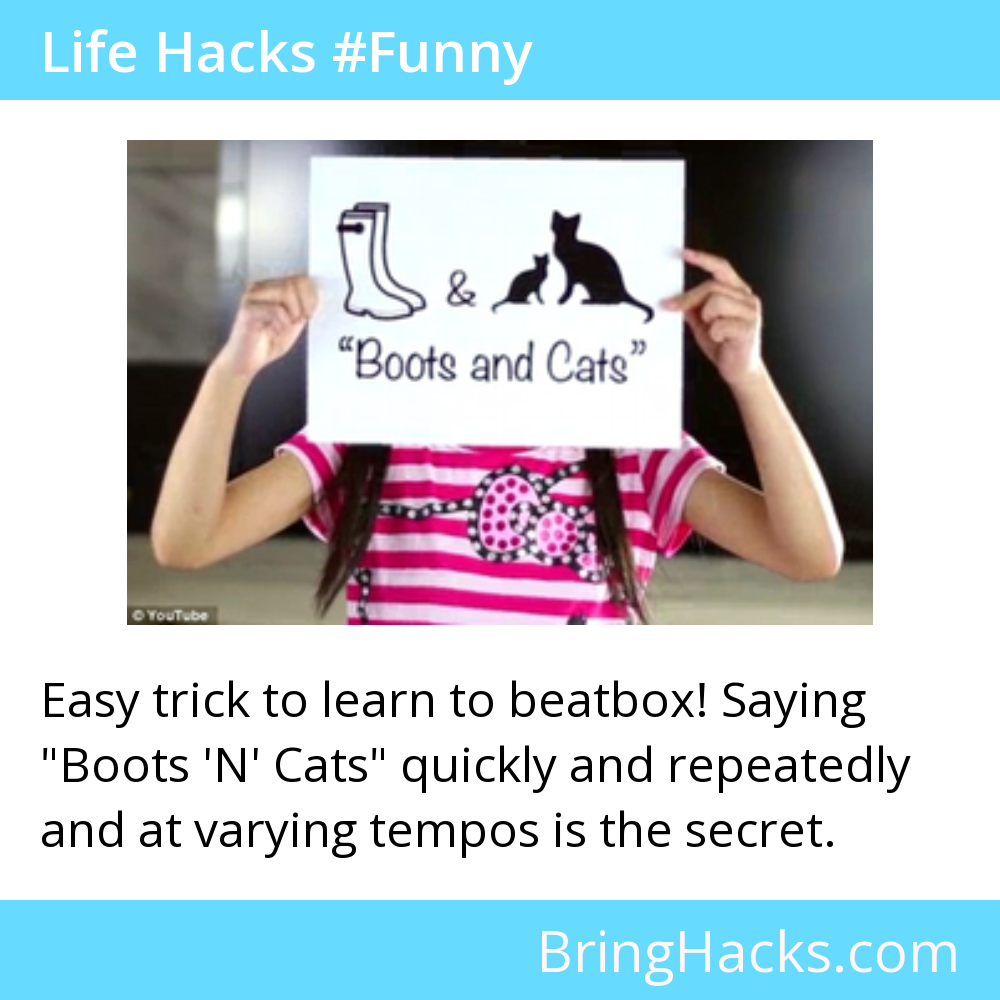 Life Hacks #Funny
&
“Boots and Cats”
© YouTube
Easy trick to learn to beatbox! Saying
"Boots 'N' Cats" quickly and repeatedly
and at varying tempos is the secret.
BringHacks.com